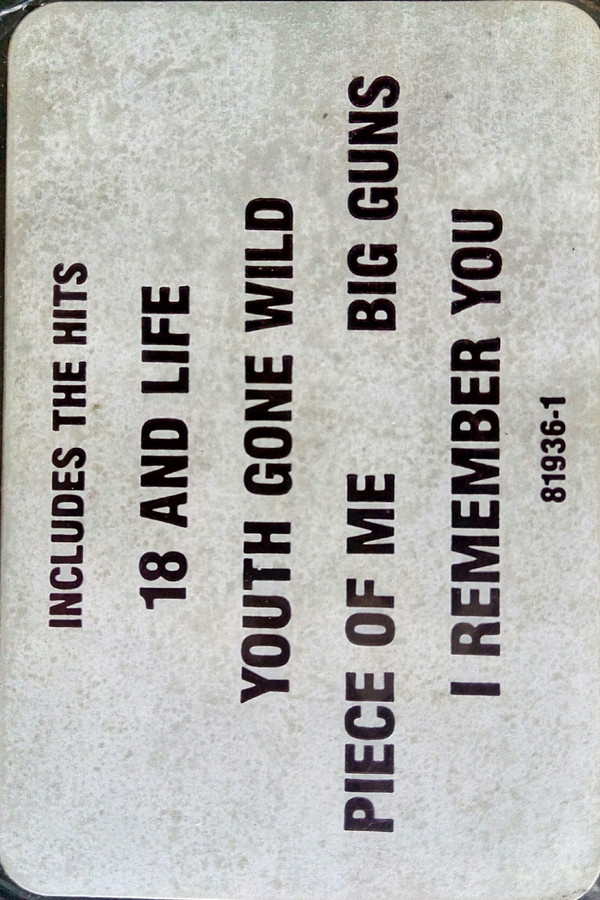 INCLUDES THE HITS
18 AND LIFE
YOUTH GONE WILD
PIECE OF ME BIG GUNS
I REMEMBER YOU
81936-1